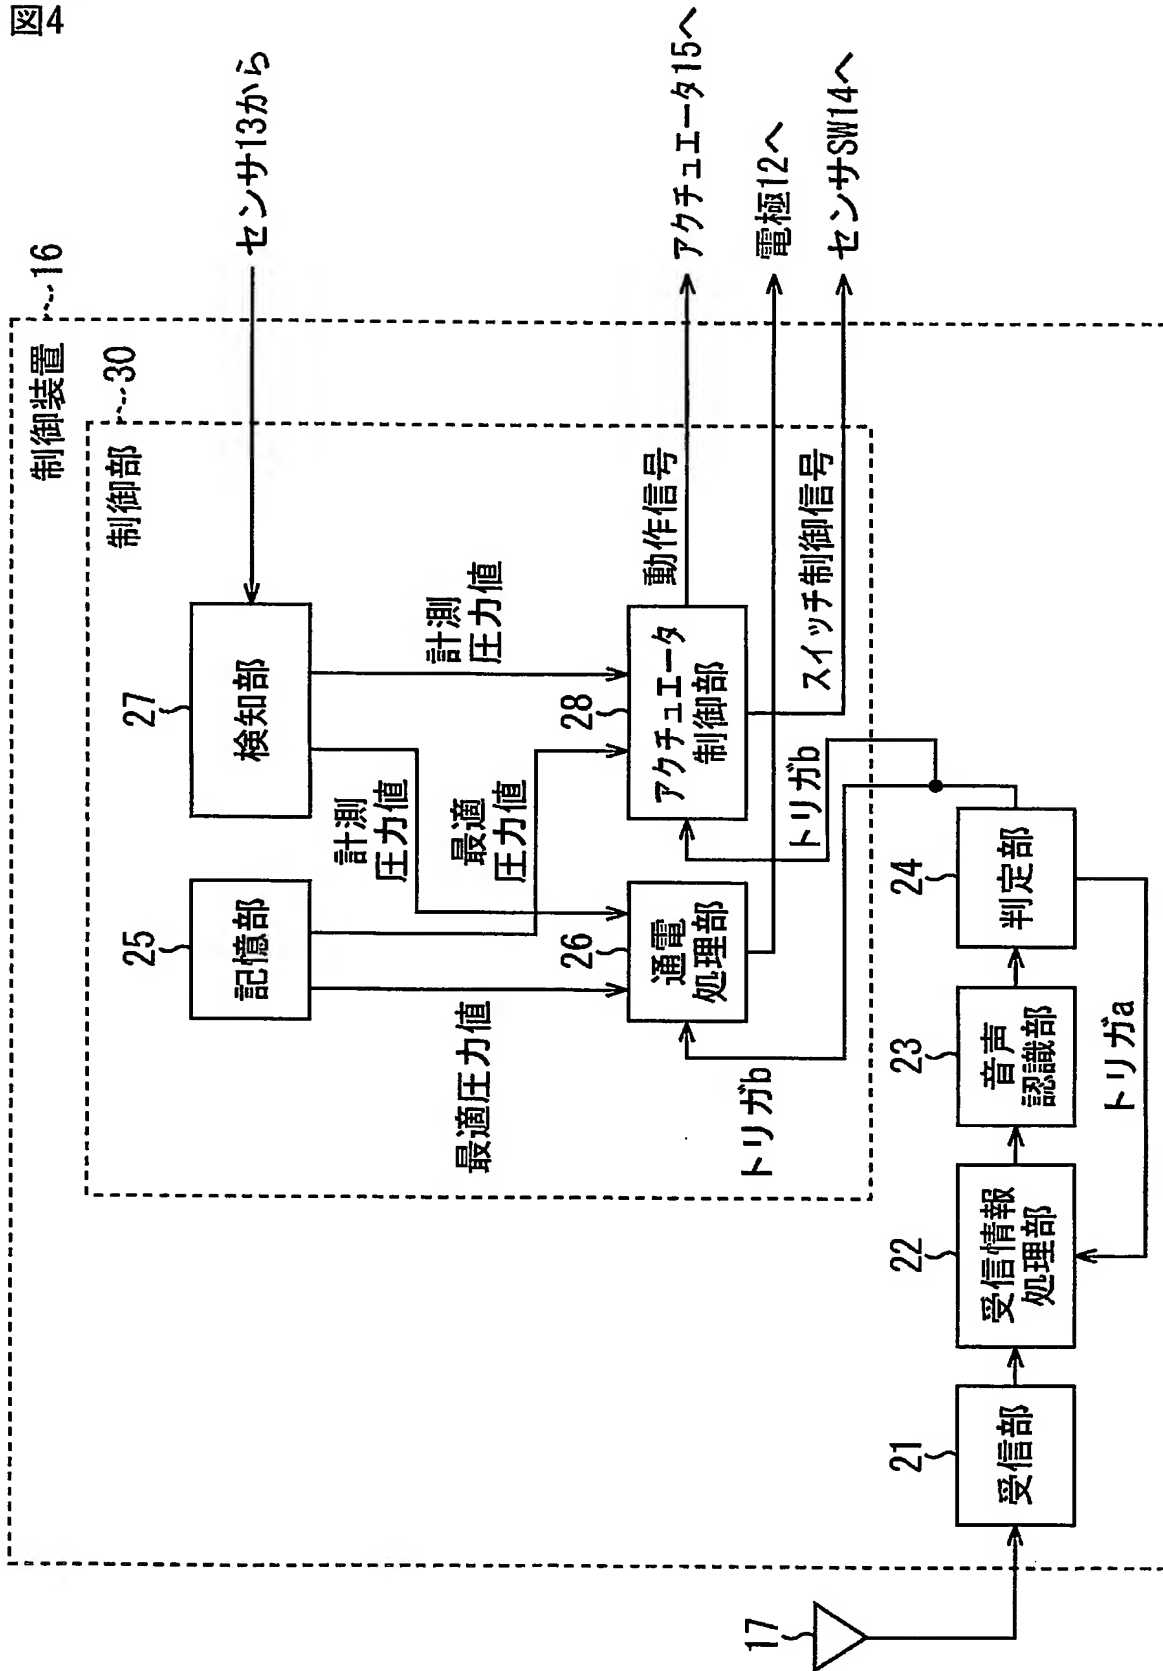 図4
制御装置
16
制御部
30
センサ13から
27
検知部
25
記憶部
計測
圧力値
計測
圧力値
最適
圧力値
最適圧力値
28
アクチュエータ
制御部
26
通電
処理部
動作信号
アクチュエータ15へ
電極12へ
スイッチ制御信号
センサSW14へ
トリガb
トリガb
17
21
受信部
22
受信情報
処理部
23
音声
認識部
24
判定部
トリガa